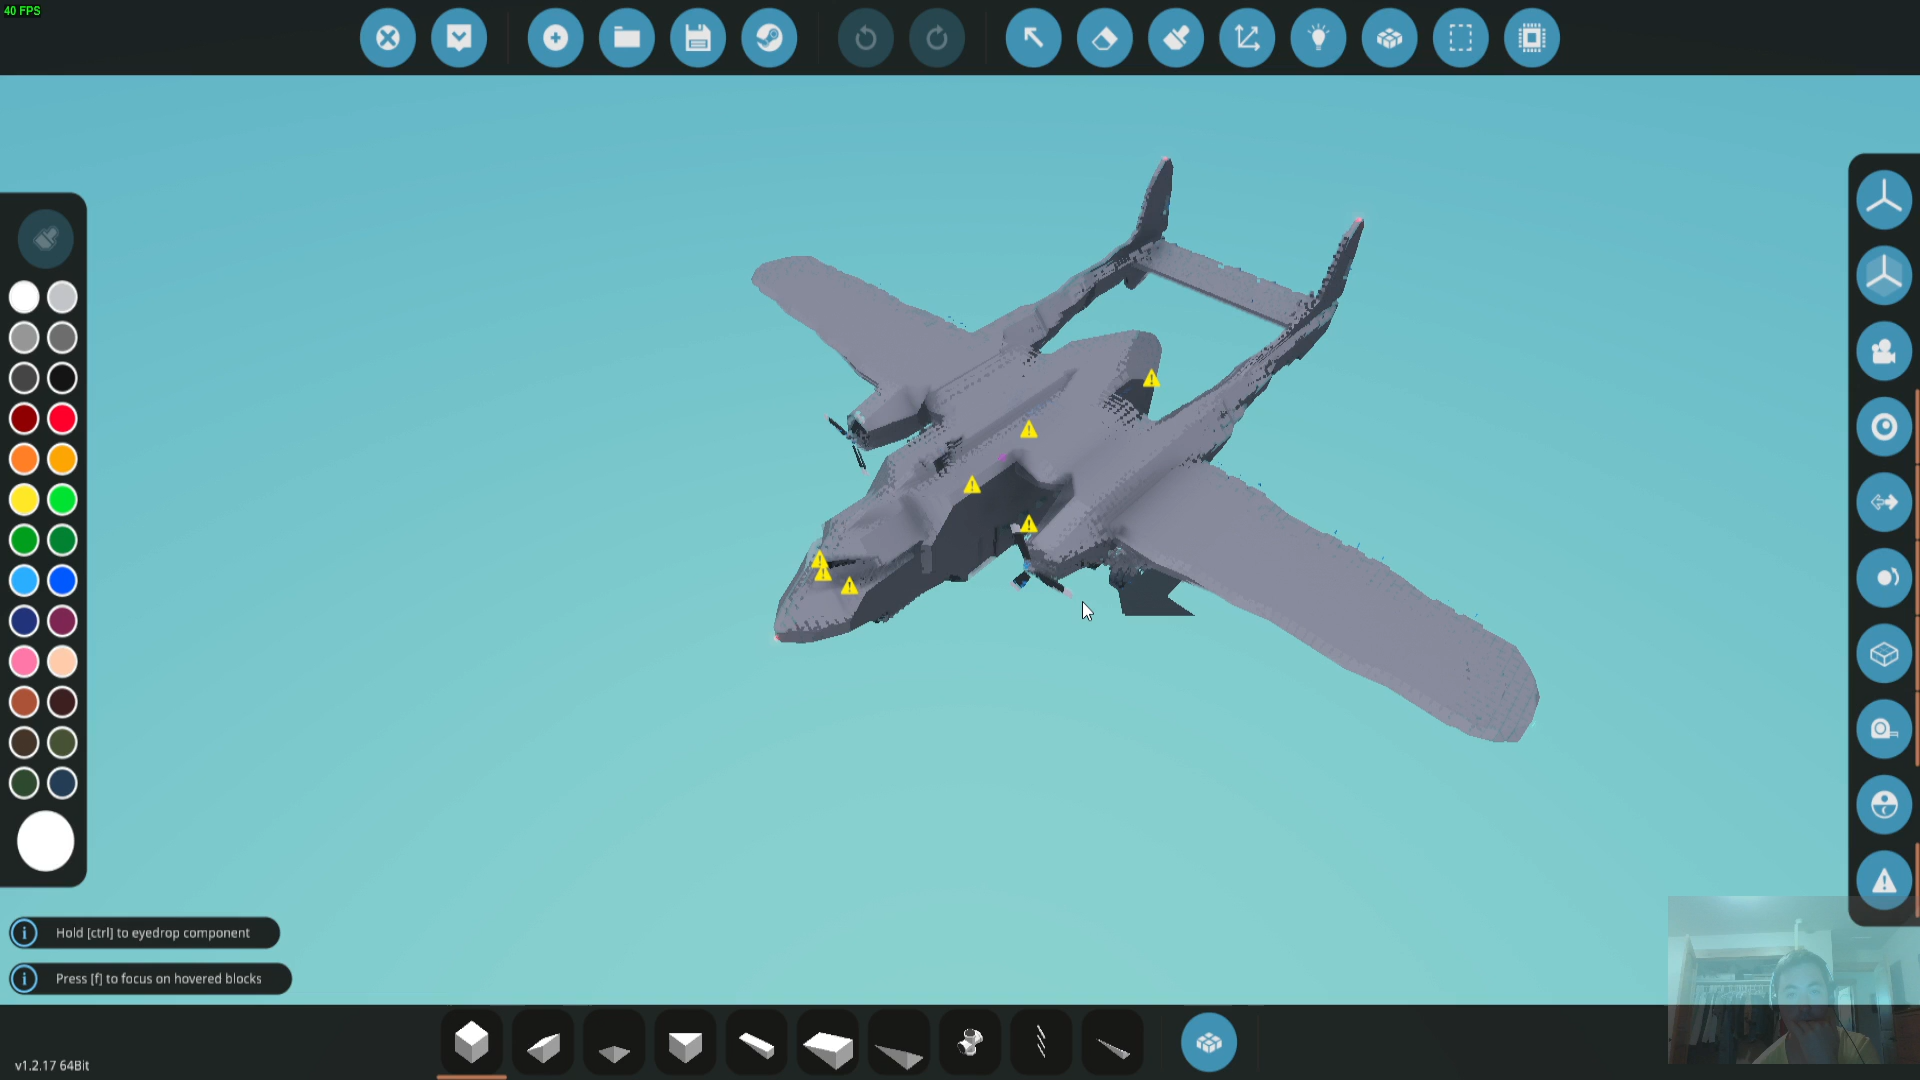 40 FPS
Hold [ctrl] to eyedrop component
Press [f] to focus on hovered blocks
v1.2.17 64Bit